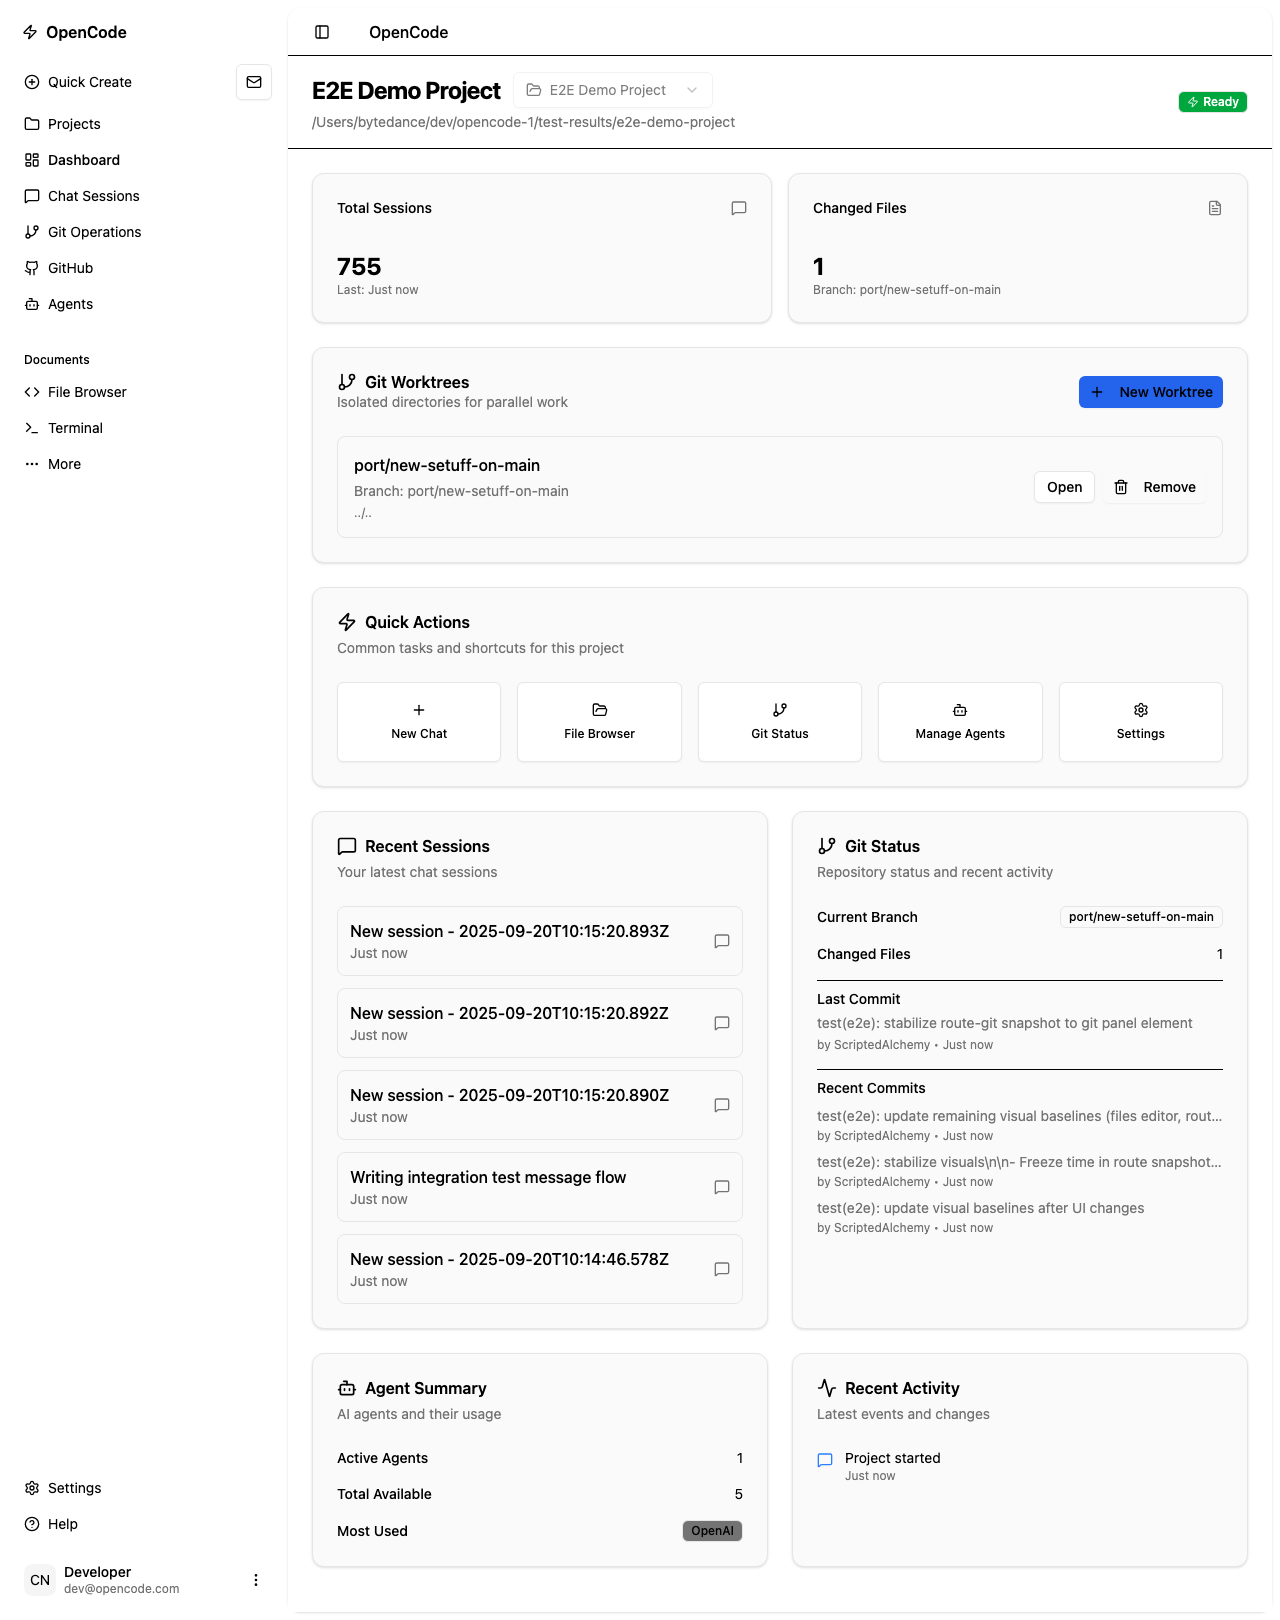 OpenCode
Quick Create
Projects
Dashboard
Chat Sessions
Git Operations
GitHub
Agents
Documents
File Browser
Terminal
More
Settings
Help
CN
Developer
dev@opencode.com
OpenCode
E2E Demo Project
E2E Demo Project
/Users/bytedance/dev/opencode-1/test-results/e2e-demo-project
Ready
Total Sessions
755
Last: Just now
Changed Files
1
Branch: port/new-setuff-on-main
Git Worktrees
Isolated directories for parallel work
New Worktree
port/new-setuff-on-main
Branch: port/new-setuff-on-main
../..
Open
Remove
Quick Actions
Common tasks and shortcuts for this project
New Chat
File Browser
Git Status
Manage Agents
Settings
Recent Sessions
Your latest chat sessions
New session - 2025-09-20T10:15:20.893Z
Just now
New session - 2025-09-20T10:15:20.892Z
Just now
New session - 2025-09-20T10:15:20.890Z
Just now
Writing integration test message flow
Just now
New session - 2025-09-20T10:14:46.578Z
Just now
Git Status
Repository status and recent activity
Current Branch
port/new-setuff-on-main
Changed Files
1
Last Commit
test(e2e): stabilize route-git snapshot to git panel element
by ScriptedAlchemy • Just now
Recent Commits
test(e2e): update remaining visual baselines (files editor, rout...
by ScriptedAlchemy • Just now
test(e2e): stabilize visuals\n\n- Freeze time in route snapshot...
by ScriptedAlchemy • Just now
test(e2e): update visual baselines after UI changes
by ScriptedAlchemy • Just now
Agent Summary
AI agents and their usage
Active Agents
1
Total Available
5
Most Used
OpenAI
Recent Activity
Latest events and changes
Project started
Just now